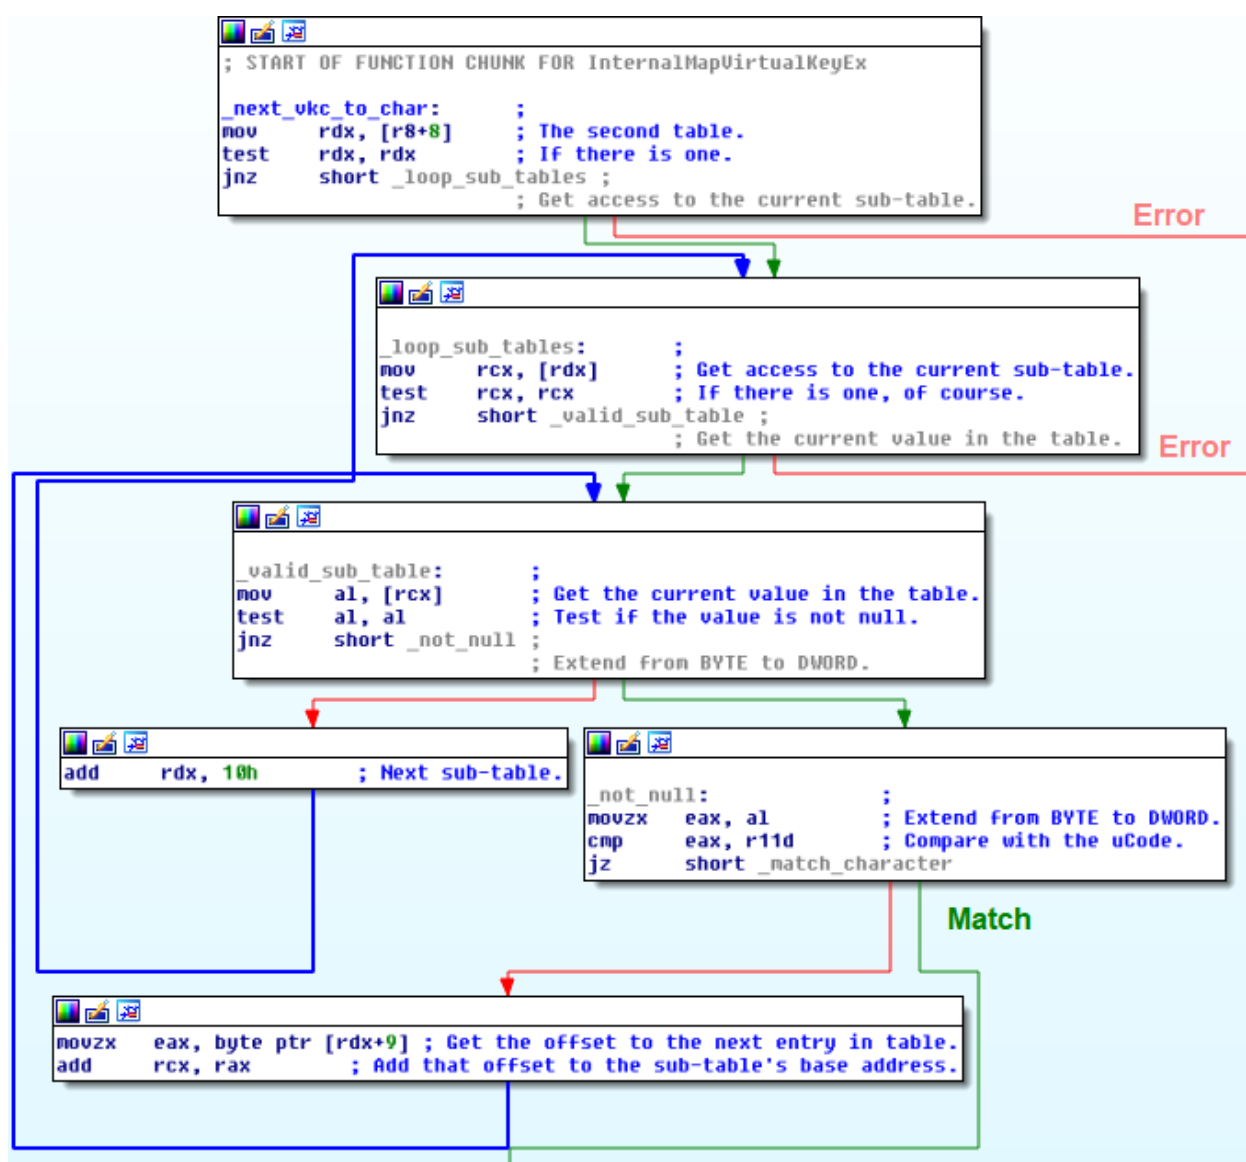 ; START OF FUNCTION CHUNK FOR InternalMapVirtualKeyEx
_next_vkc_to_char: ;
mov rdx, [r8+8] ; The second table.
test rdx, rdx ; If there is one.
jnz short _loop_sub_tables ;
; Get access to the current sub-table.
Error
_loop_sub_tables: ;
mov rcx, [rdx] ; Get access to the current sub-table.
test rcx, rcx ; If there is one, of course.
jnz short _valid_sub_table ;
; Get the current value in the table.
Error
_valid_sub_table: ;
mov al, [rcx] ; Get the current value in the table.
test al, al ; Test if the value is not null.
jnz short _not_null ;
; Extend from BYTE to DWORD.
add rdx, 10h ; Next sub-table.
_not_null: ;
movzx eax, al ; Extend from BYTE to DWORD.
cmp eax, r11d ; Compare with the uCode.
jz short _match_character
Match
movzx eax, byte ptr [rdx+9] ; Get the offset to the next entry in table.
add rcx, rax ; Add that offset to the sub-table's base address.